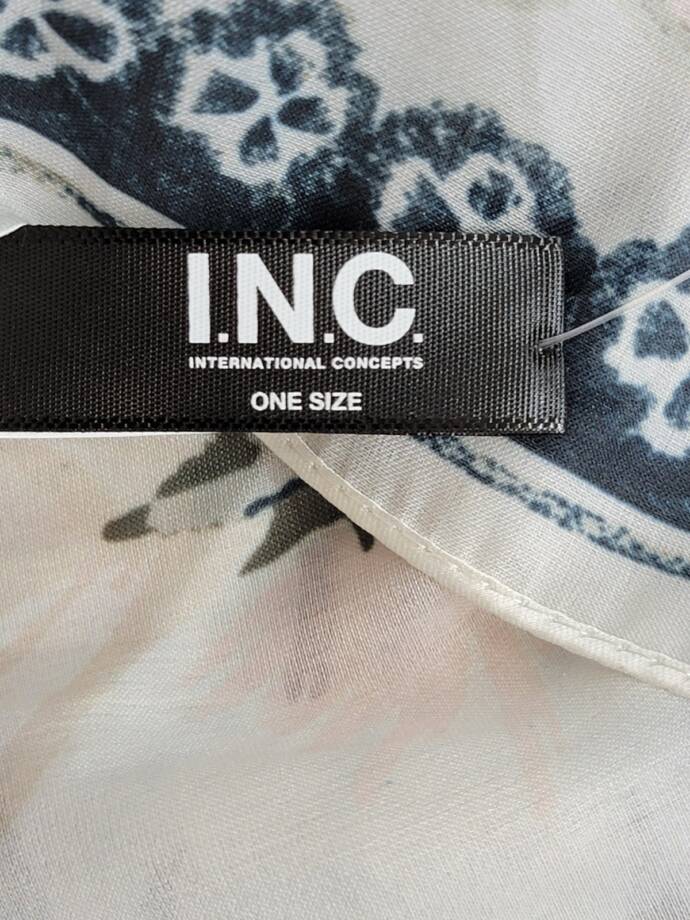 I.N.C.
INTERNATIONAL CONCEPTS
ONE SIZE